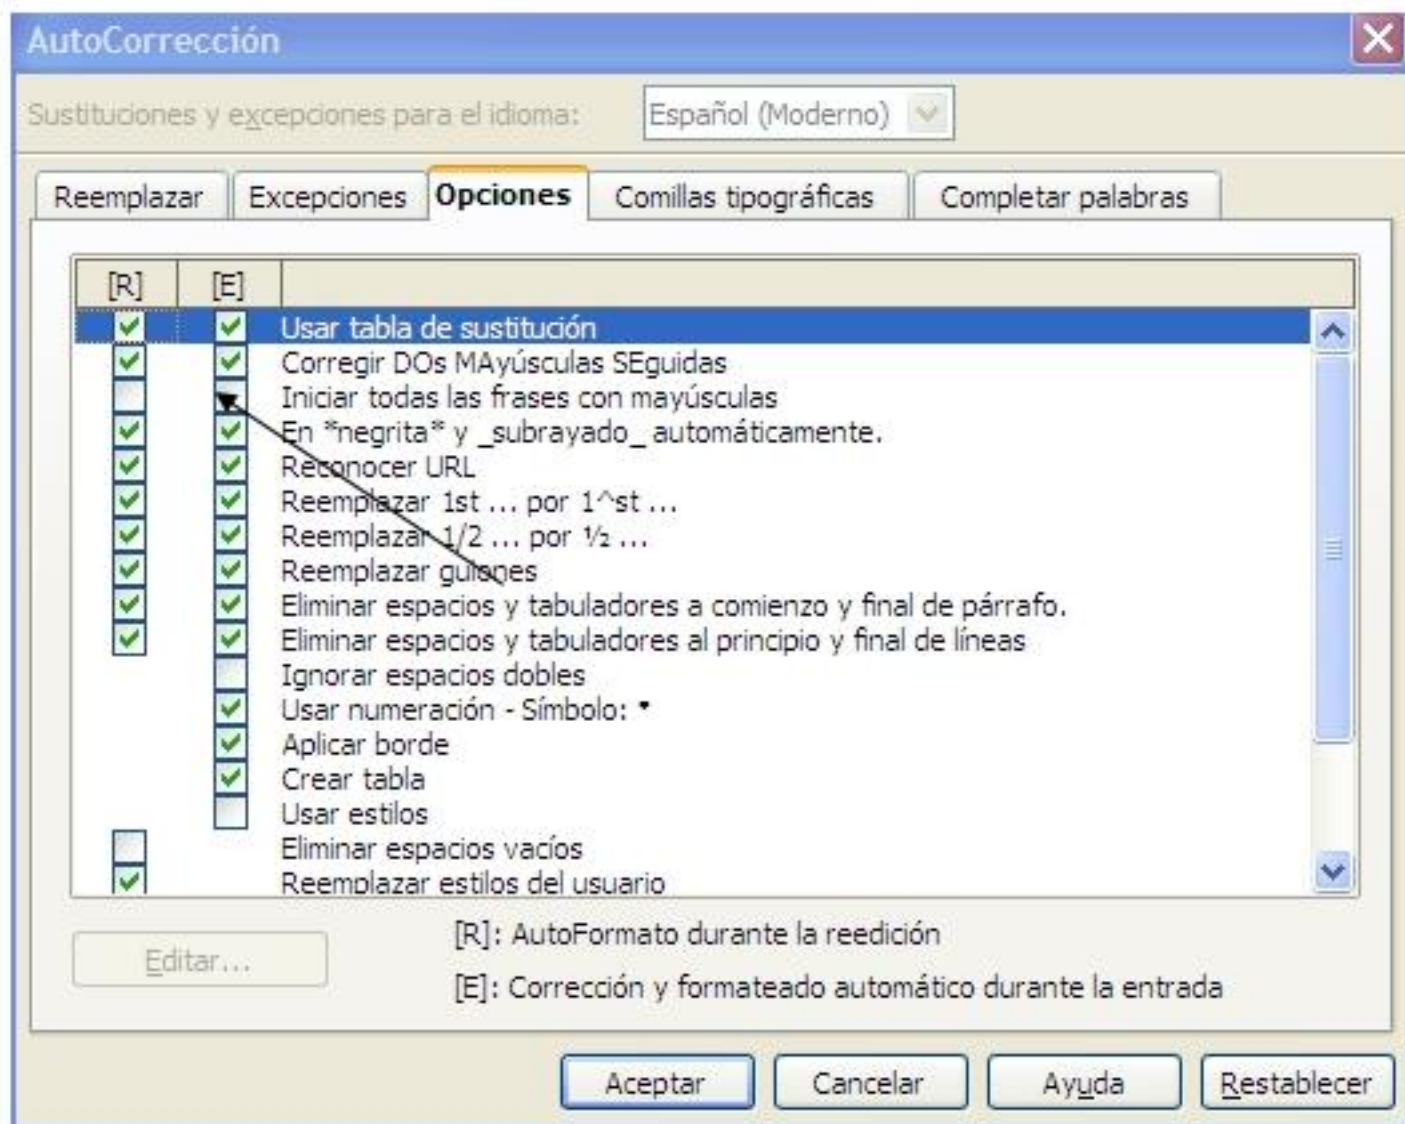 AutoCorrección
Sustituciones y excepciones para el idioma: Español (Moderno)
Reemplazar Excepciones Opciones Comillas tipográficas Completar palabras
[R] [E]
Usar tabla de sustitución
Corregir DOs MAyúsculas SEguidas
Iniciar todas las frases con mayúsculas
En *negrita* y _subrayado_ automáticamente.
Reconocer URL
Reemplazar 1st ... por 1^st ...
Reemplazar 1/2 ... por ½ ...
Reemplazar guiones
Eliminar espacios y tabuladores a comienzo y final de párrafo.
Eliminar espacios y tabuladores al principio y final de líneas
Ignorar espacios dobles
Usar numeración - Símbolo: •
Aplicar borde
Crear tabla
Usar estilos
Eliminar espacios vacíos
Reemplazar estilos del usuario
[R]: AutoFormato durante la reedición
Editar...
[E]: Corrección y formateado automático durante la entrada
Aceptar Cancelar Ayuda Restablecer